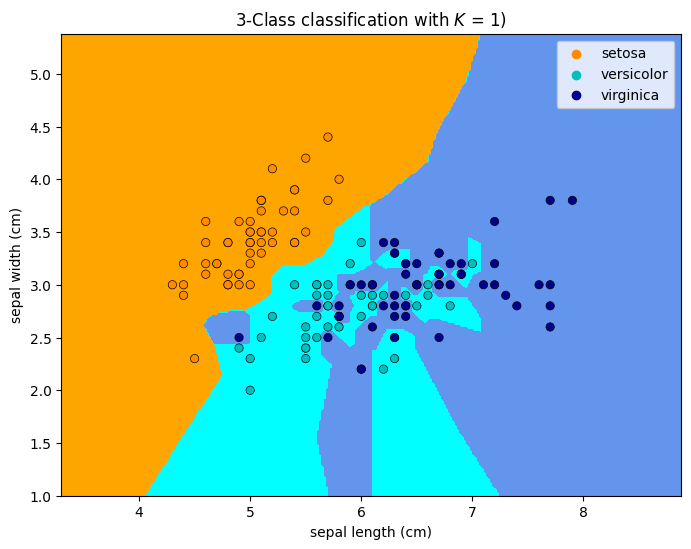 3-Class classification with K = 1)
setosa
versicolor
virginica
5.0
4.5
4.0
3.5
3.0
2.5
2.0
1.5
1.0
sepal width (cm)
4 5 6 7 8
sepal length (cm)